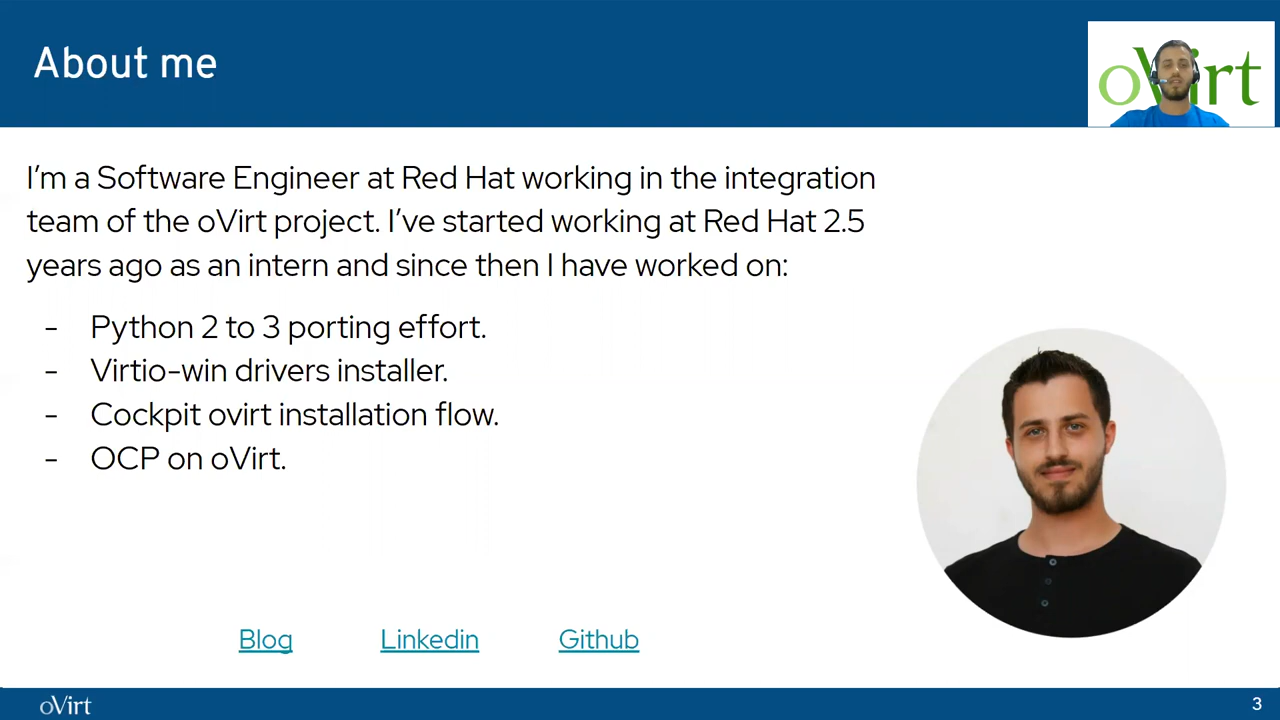 About me
oVirt
I'm a Software Engineer at Red Hat working in the integration
team of the oVirt project. I've started working at Red Hat 2.5
years ago as an intern and since then I have worked on:
- Python 2 to 3 porting effort.
- Virtio-win drivers installer.
- Cockpit ovirt installation flow.
- OCP on oVirt.
Blog Linkedin Github
oVirt 3